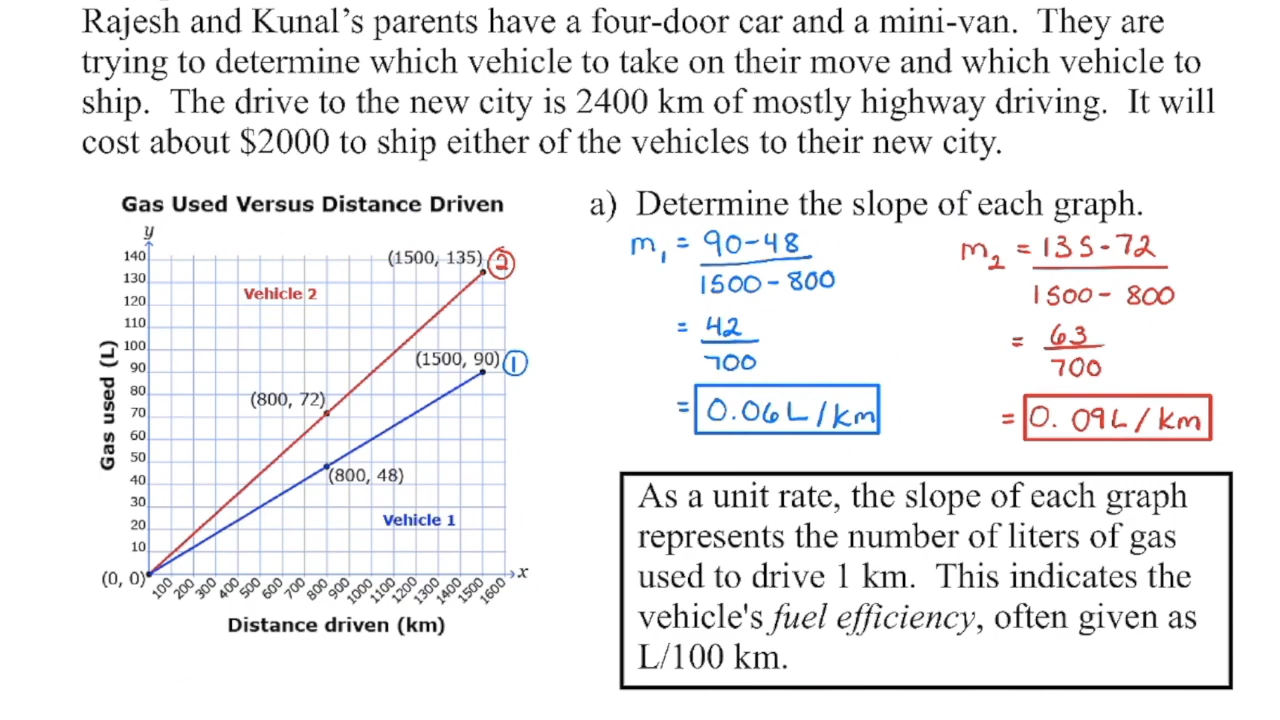 Rajesh and Kunal’s parents have a four-door car and a mini-van. They are
trying to determine which vehicle to take on their move and which vehicle to
ship. The drive to the new city is 2400 km of mostly highway driving. It will
cost about $2000 to ship either of the vehicles to their new city.
Gas Used Versus Distance Driven
y
140
130
120
110
100
90
80
70
60
50
40
30
20
10
Gas used (L)
(1500, 135)
2
Vehicle 2
(1500, 90)
1
(800, 72)
(800, 48)
Vehicle 1
(0, 0)
x
100 200 300 400 500 600 700 800 900 1000 1100 1200 1300 1400 1500 1600
Distance driven (km)
a) Determine the slope of each graph.
m₁ = 90-48
1500-800
= 42
700
= 0.06L/km
m₂ = 135-72
1500- 800
= 63
700
= 0.09L/km
As a unit rate, the slope of each graph
represents the number of liters of gas
used to drive 1 km. This indicates the
vehicle's fuel efficiency, often given as
L/100 km.